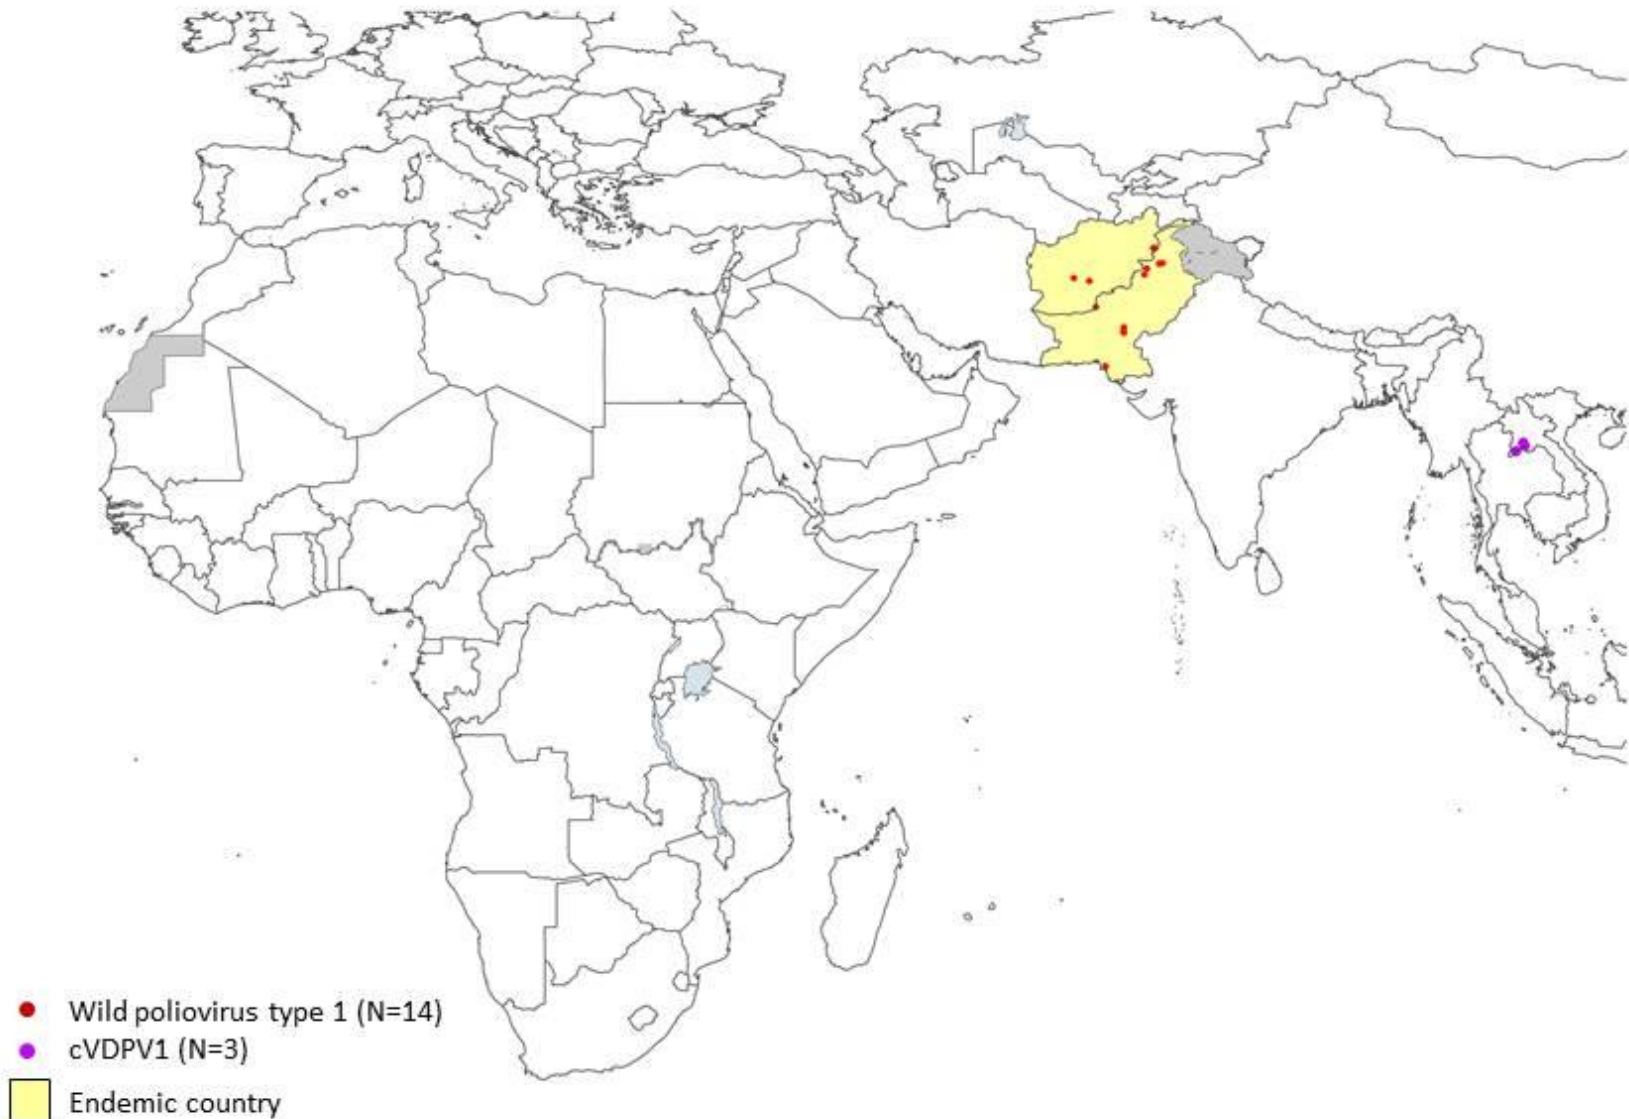 Wild poliovirus type 1 (N=14)
cVDPV1 (N=3)
Endemic country